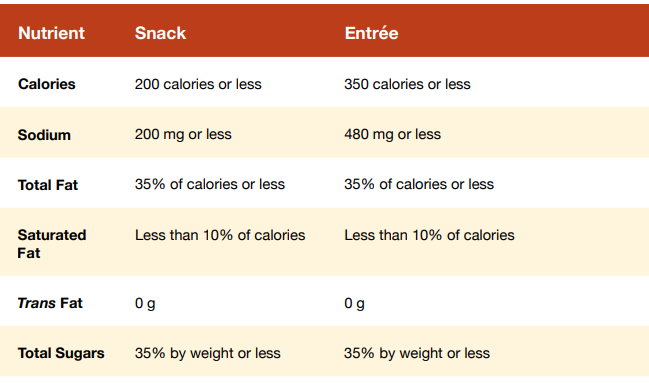 Nutrient Snack Entrée
Calories 200 calories or less 350 calories or less
Sodium 200 mg or less 480 mg or less
Total Fat 35% of calories or less 35% of calories or less
Saturated Less than 10% of calories Less than 10% of calories
Fat
Trans Fat 0 g 0 g
Total Sugars 35% by weight or less 35% by weight or less